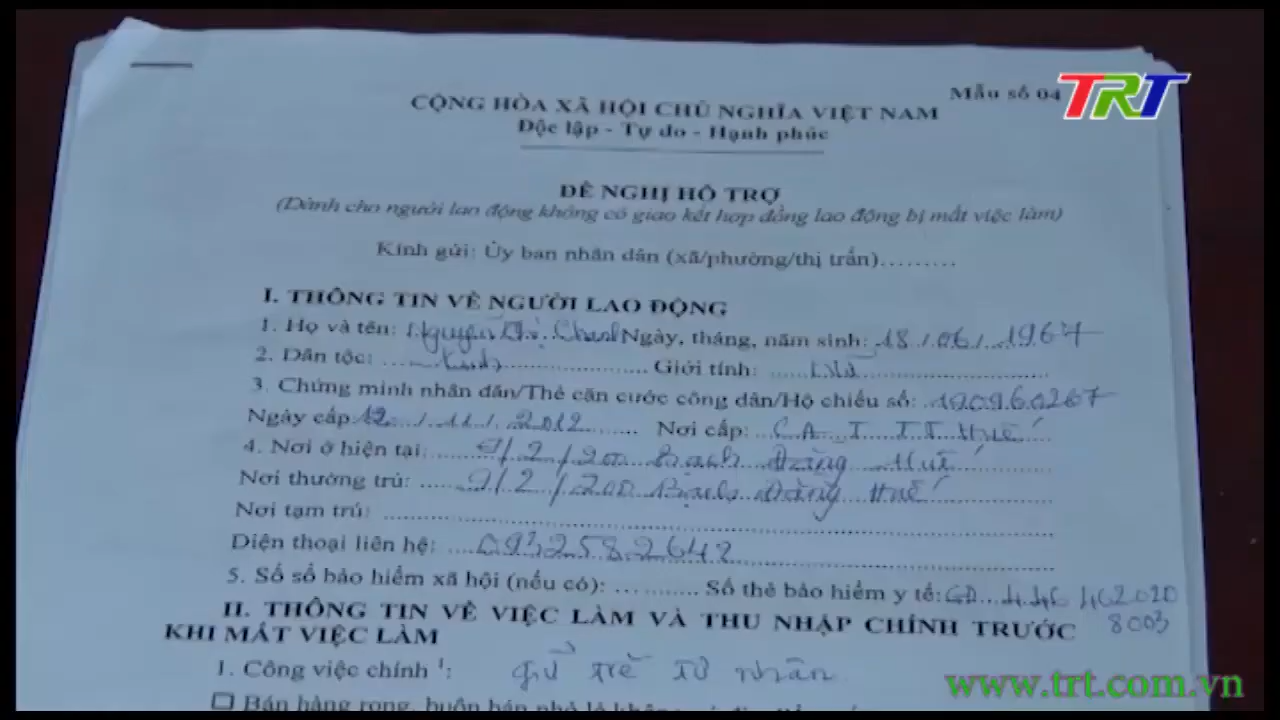 TRT
Mẫu số 04
CỘNG HÒA XÃ HỘI CHỦ NGHĨA VIỆT NAM
Độc lập - Tự do - Hạnh phúc
ĐỀ NGHỊ HỖ TRỢ
(Dành cho người lao động không có giao kết hợp đồng lao động bị mất việc làm)
Kính gửi: Ủy ban nhân dân (xã/phường/thị trấn).........
I. THÔNG TIN VỀ NGƯỜI LAO ĐỘNG
1. Họ và tên: Nguyễn Thị Ngày, tháng, năm sinh: 18/06/1967
2. Dân tộc: Kinh Giới tính: Nữ
3. Chứng minh nhân dân/Thẻ căn cước công dân/Hộ chiếu số: 190960267
Ngày cấp 12/11/2012 Nơi cấp: C.A.T.T.T Huế
4. Nơi ở hiện tại: 9/2/200 Bạch Đằng Huế
Nơi thường trú: 9/2/200 Bạch Đằng Huế
Nơi tạm trú:
Điện thoại liên hệ: 0932582642
5. Số sổ bảo hiểm xã hội (nếu có): ........... Số thẻ bảo hiểm y tế: 462020
8003
II. THÔNG TIN VỀ VIỆC LÀM VÀ THU NHẬP CHÍNH TRƯỚC
KHI MẤT VIỆC LÀM
1. Công việc chính 1: giữ trẻ tư nhân
Bán hàng rong, buôn bán nhỏ lẻ không
www.trt.com.vn